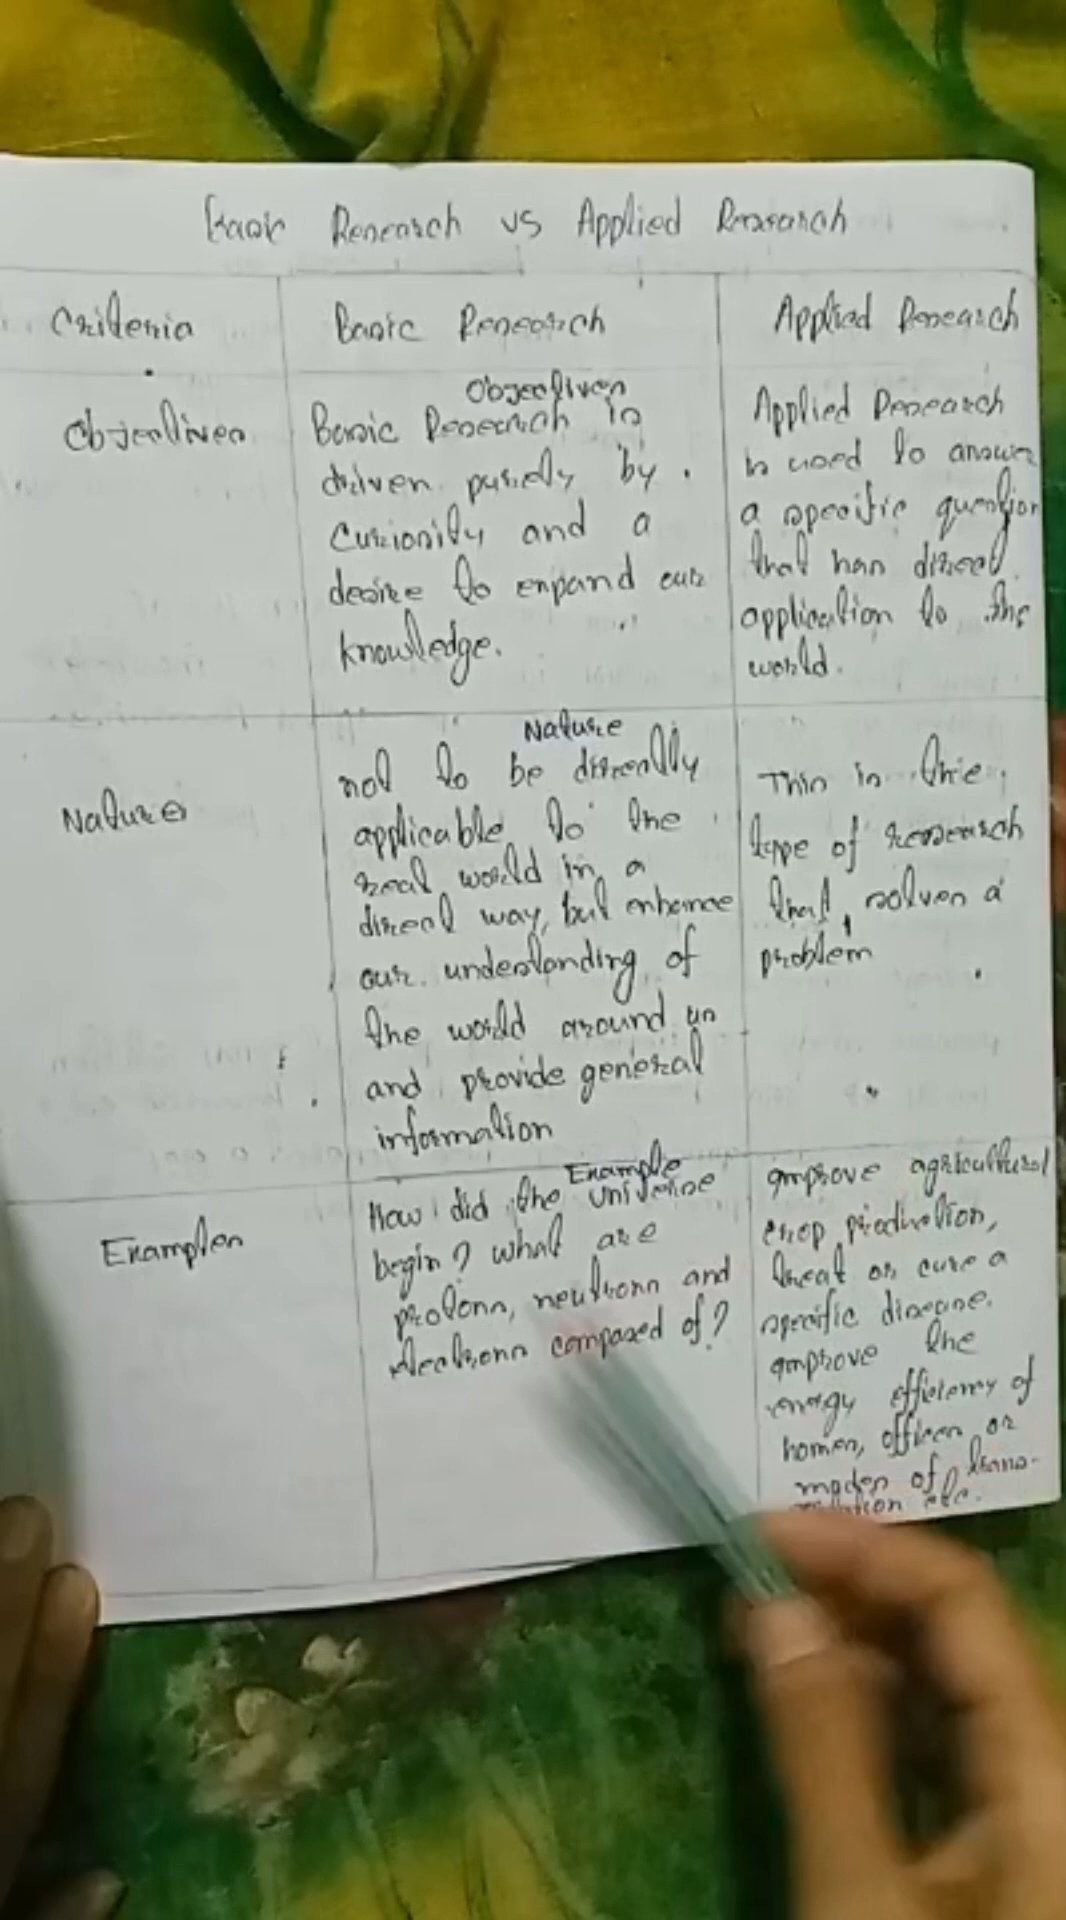 Basic Research vs Applied Research
Criteria
Basic Research
Applied Research
Objectives
Objectives
Basic Research is
driven purely by
curiosity and a
desire to expand our
knowledge.
Applied Research
is used to answer
a specific question
that has direct
application to the
world.
Nature
Nature
not to be directly
applicable to the
real world in a
direct way, but enhance
our understanding of
the world around us
and provide general
information
This is the
type of research
that solves a
problem
Examples
Example
How did the universe
begin? what are
protons, neutrons and
electrons composed of?
improve agricultural
crop production,
treat or cure a
specific disease.
improve the
energy efficiency of
homes, offices or
modes of trans-
etc.